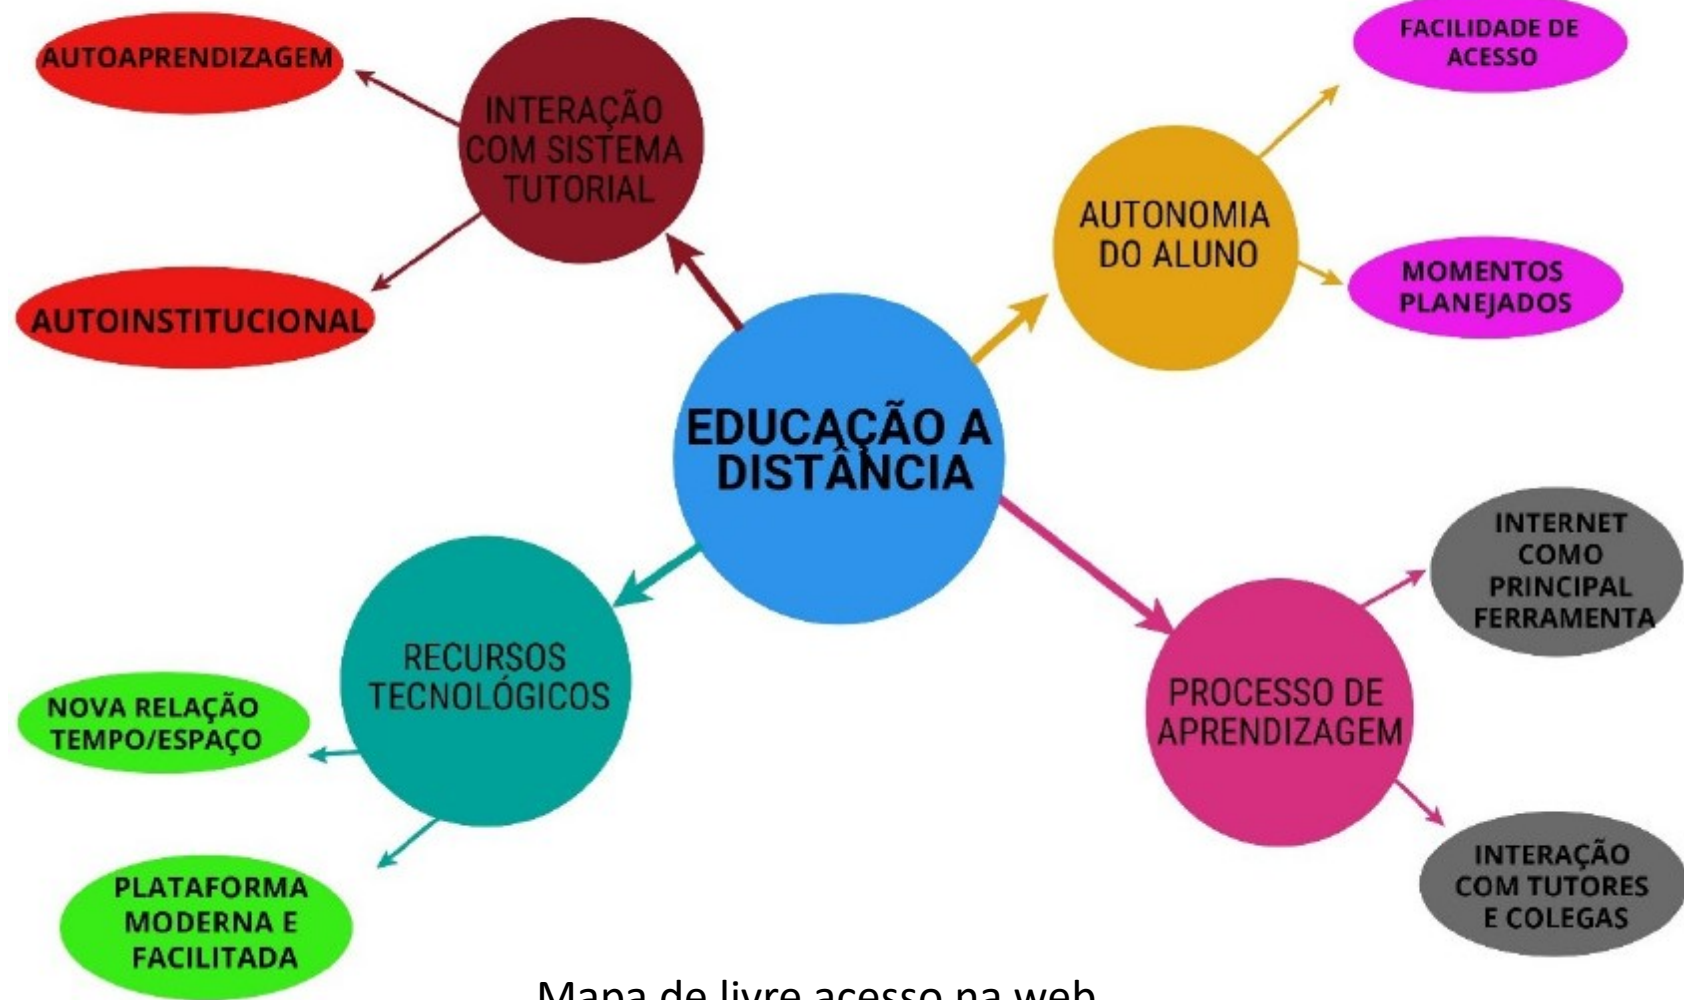 AUTOAPRENDIZAGEM
INTERAÇÃO
COM SISTEMA
TUTORIAL
AUTOINSTITUCIONAL
FACILIDADE DE
ACESSO
AUTONOMIA
DO ALUNO
MOMENTOS
PLANEJADOS
EDUCAÇÃO A
DISTÂNCIA
RECURSOS
TECNOLÓGICOS
NOVA RELAÇÃO
TEMPO/ESPAÇO
PLATAFORMA
MODERNA E
FACILITADA
INTERNET
COMO
PRINCIPAL
FERRAMENTA
PROCESSO DE
APRENDIZAGEM
INTERAÇÃO
COM TUTORES
E COLEGAS
Mapa de livre acesso na web